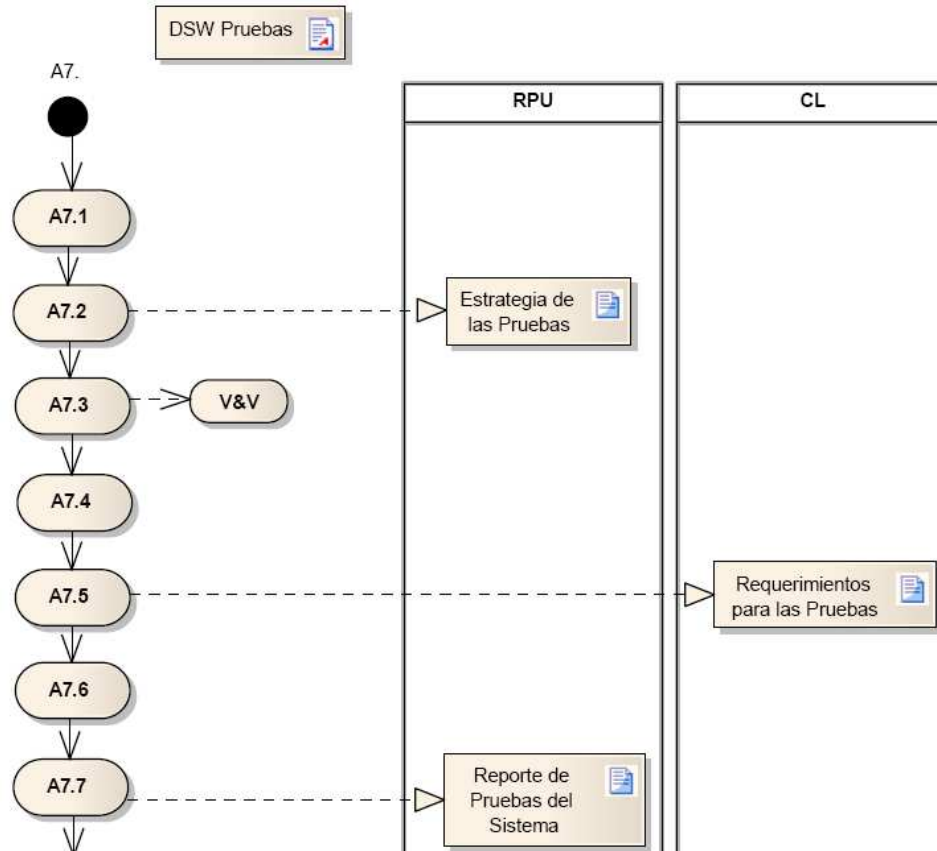 DSW Pruebas
A7.
RPU
CL
A7.1
A7.2
Estrategia de
las Pruebas
A7.3
V&V
A7.4
A7.5
Requerimientos
para las Pruebas
A7.6
A7.7
Reporte de
Pruebas del
Sistema